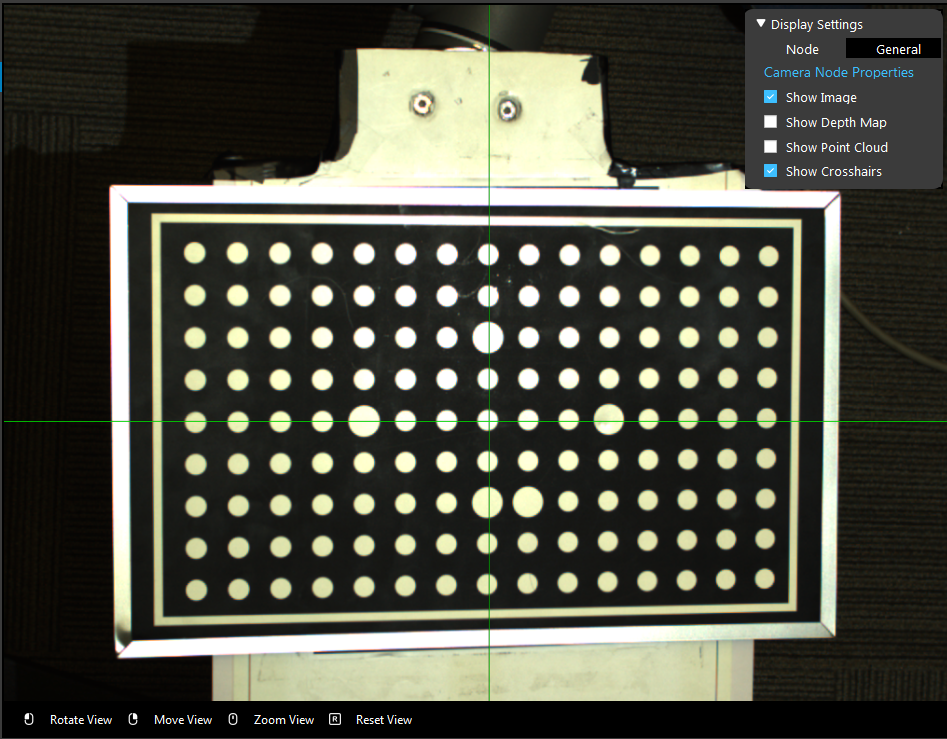 Display Settings
Node General
Camera Node Properties
Show Image
Show Depth Map
Show Point Cloud
Show Crosshairs
Rotate View Move View Zoom View R Reset View